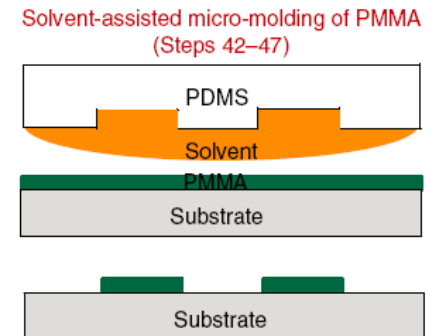 Solvent-assisted micro-molding of PMMA
(Steps 42–47)
PDMS
Solvent
PMMA
Substrate
Substrate